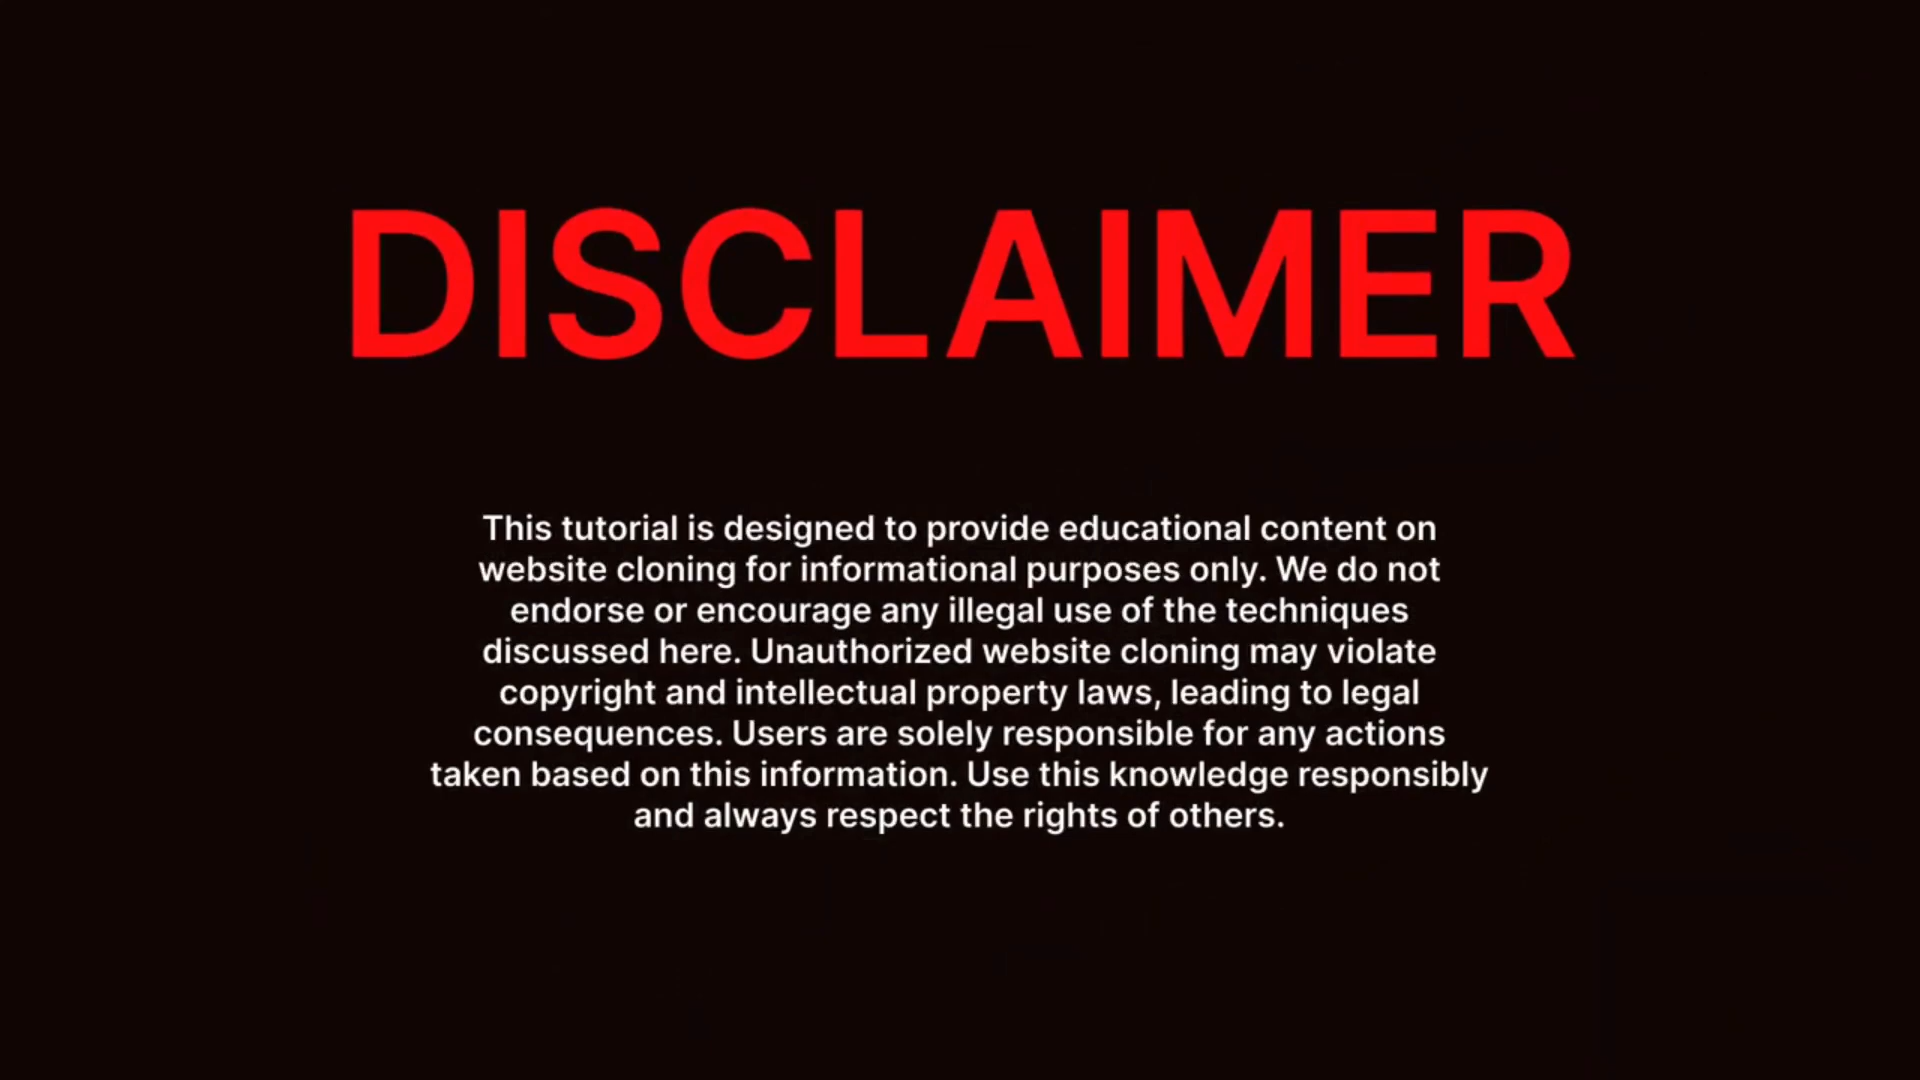 DISCLAIMER
This tutorial is designed to provide educational content on
website cloning for informational purposes only. We do not
endorse or encourage any illegal use of the techniques
discussed here. Unauthorized website cloning may violate
copyright and intellectual property laws, leading to legal
consequences. Users are solely responsible for any actions
taken based on this information. Use this knowledge responsibly
and always respect the rights of others.